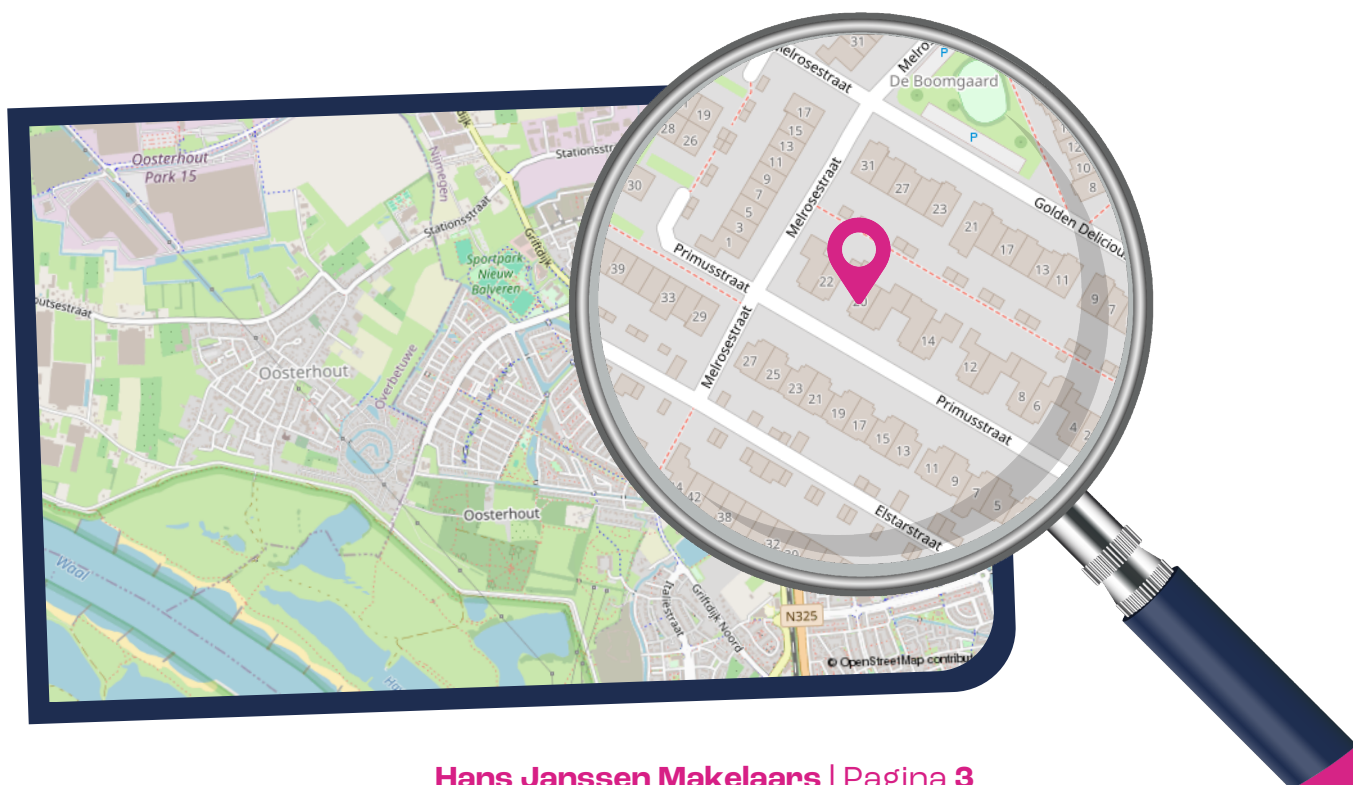 Oosterhout
Park 15
Nijmegen
Stationsstr
Stationsstraat
Griftdijk
Sportpark
Nieuw
Balveren
outsestraat
Oosterhout
Overbetuwe
Oosterhout
Waal
Italiestraat
Griftdijk Noord
N325
© OpenStreetMap contribut
31
Melrosestraat
Melro
P
De Boomgaard
P
19
28
26
17
15
13
11
9
7
5
3
1
30
Melrosestraat
31
27
23
21
17
13
11
9
7
12
10
8
Golden Deliciou
Primusstraat
39
33
29
22
20
14
12
8
6
4
2
Melrosestraat
27
25
23
21
19
17
15
13
11
9
7
5
Primusstraat
Elstarstraat
42
38
32
Hans Janssen Makelaars | Pagina 3